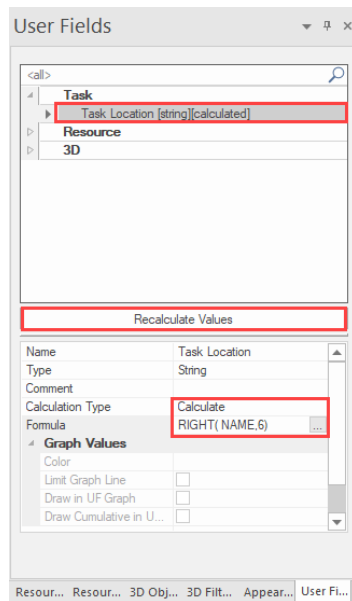 User Fields
<all>
Task
Task Location [string][calculated]
Resource
3D
Recalculate Values
Name Task Location
Type String
Comment
Calculation Type Calculate
Formula RIGHT( NAME,6) ...
Graph Values
Color
Limit Graph Line
Draw in UF Graph
Draw Cumulative in U...
Resour... Resour... 3D Obj... 3D Filt... Appear... User Fi...